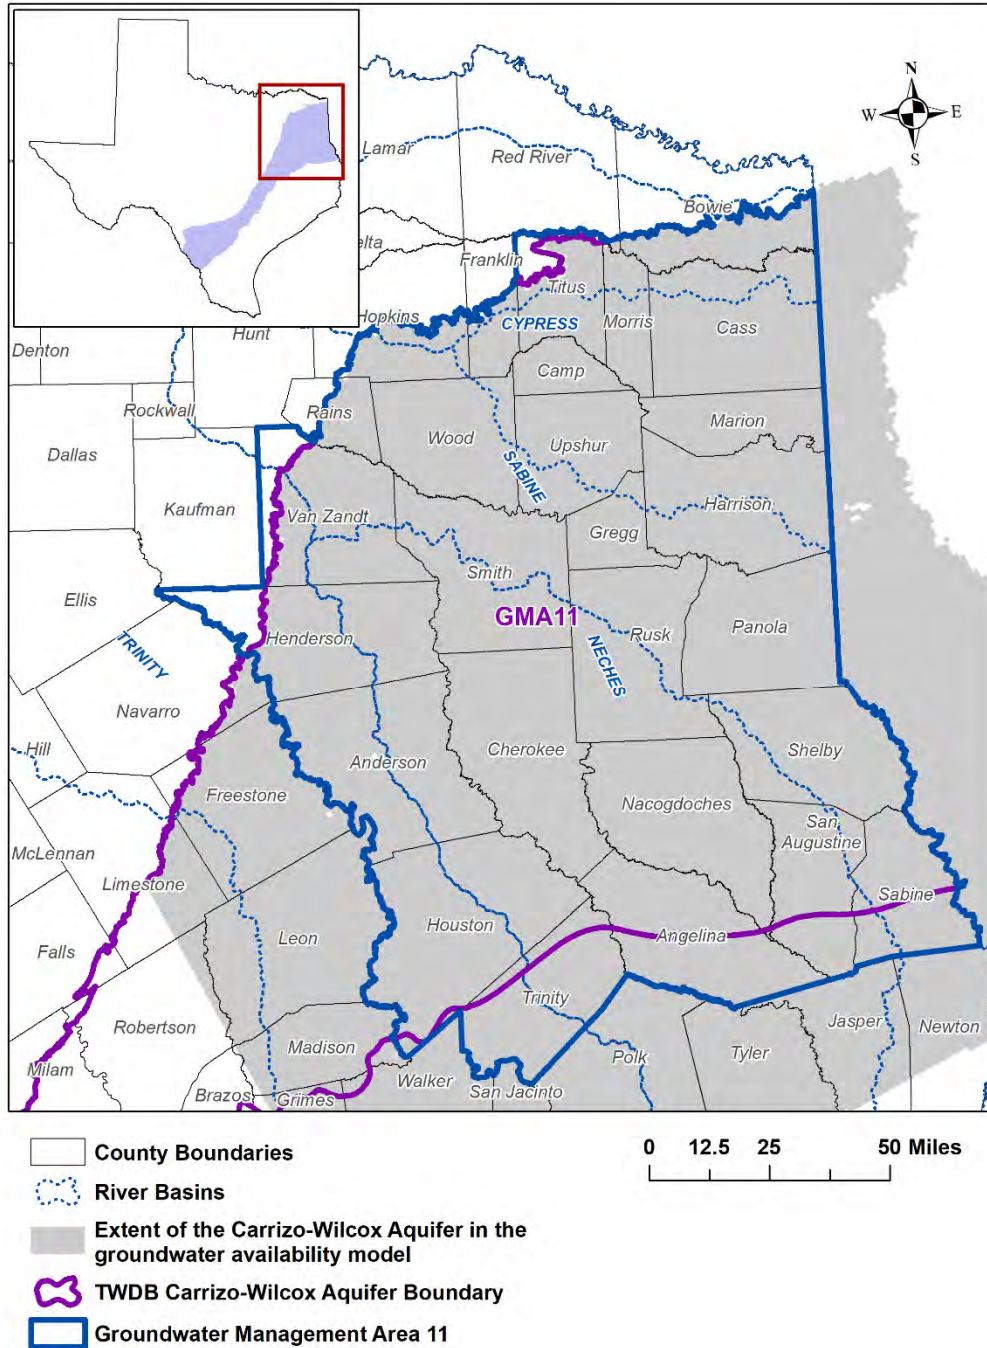 N
W E
S
Lamar
Red River
Bowie
elta
Franklin
Titus
Hopkins
CYPRESS
Morris
Cass
Hunt
Denton
Camp
Rockwall
Rains
Wood
Upshur
Marion
Dallas
SABINE
Kaufman
Van Zandt
Gregg
Harrison
Smith
Ellis
GMA11
Henderson
Rusk
Panola
TRINITY
NECHES
Navarro
Hill
Anderson
Cherokee
Shelby
Freestone
Nacogdoches
San
Augustine
McLennan
Limestone
Sabine
Houston
Leon
Angelina
Falls
Trinity
Robertson
Jasper
Newton
Madison
Polk
Tyler
Milam
Walker
Brazos
Grimes
San Jacinto
County Boundaries
0 12.5 25 50 Miles
River Basins
Extent of the Carrizo-Wilcox Aquifer in the
groundwater availability model
TWDB Carrizo-Wilcox Aquifer Boundary
Groundwater Management Area 11